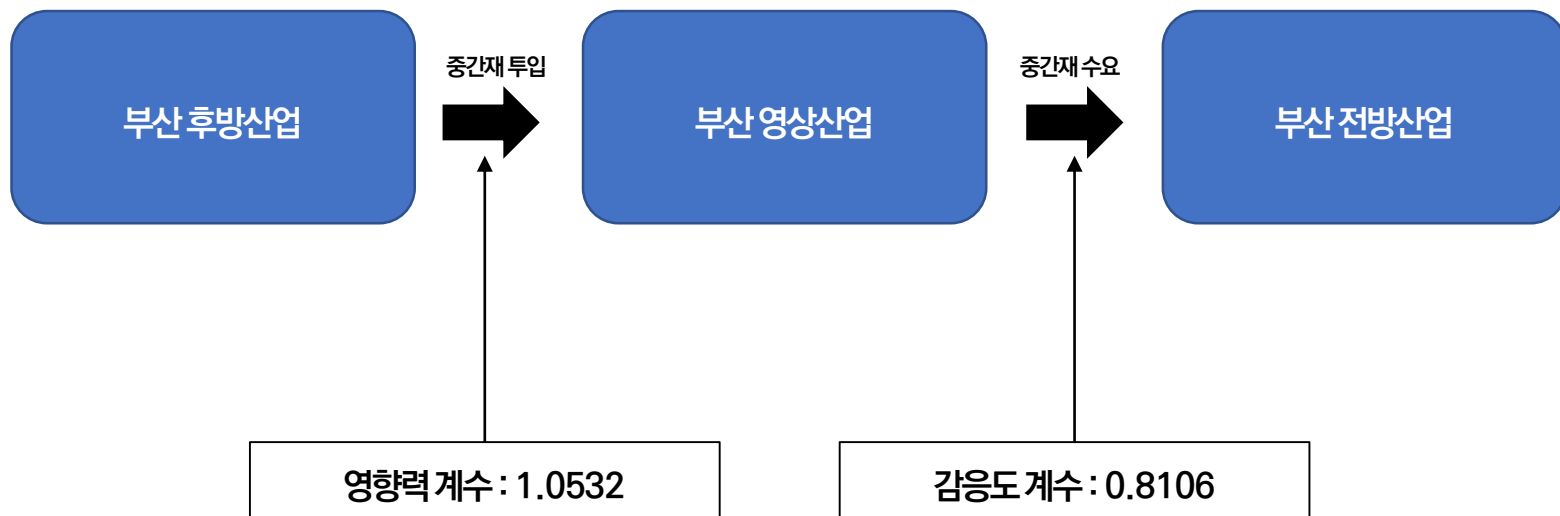 중간재 투입
중간재 수요
부산 후방산업
부산 영상산업
부산 전방산업
영향력 계수 : 1.0532
감응도 계수 : 0.8106